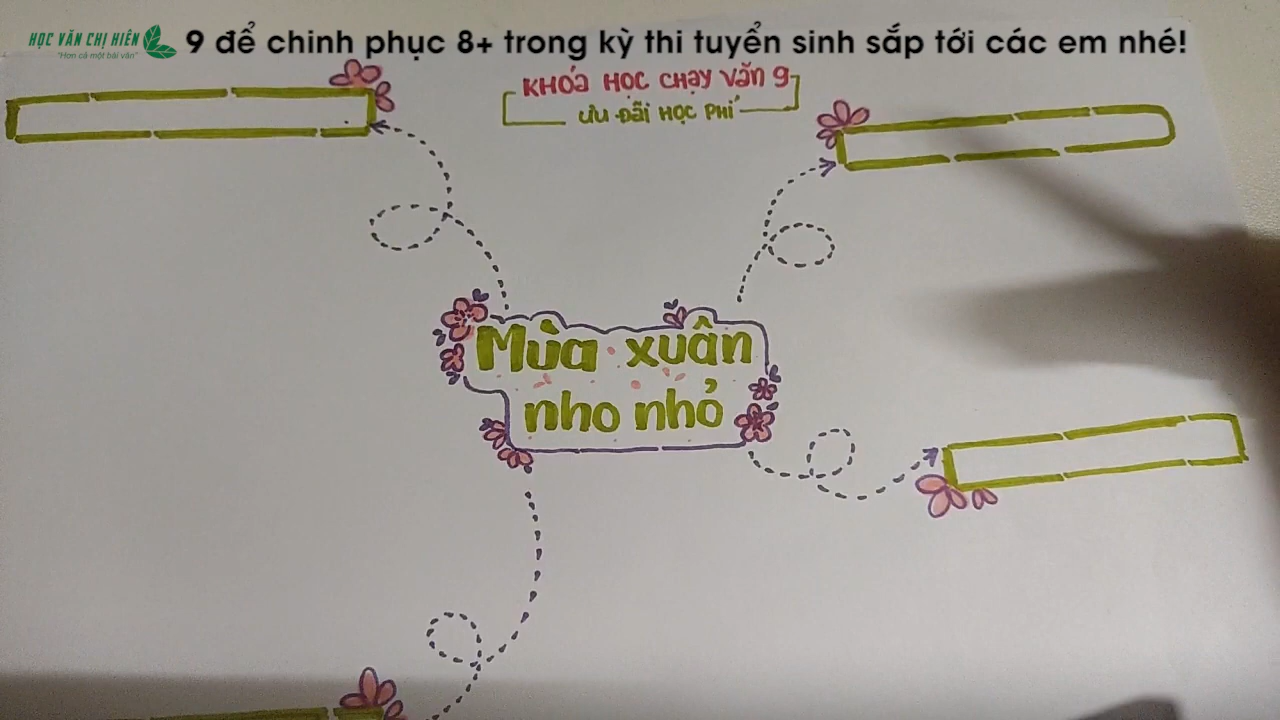 HỌC VĂN CHỊ HIÊN
"Hơn cả một bài văn"
9 để chinh phục 8+ trong kỳ thi tuyển sinh sắp tới các em nhé!
KHÓA HỌC CHẠY VĂN 9
ƯU ĐÃI HỌC PHÍ
Mùa xuân
nho nhỏ